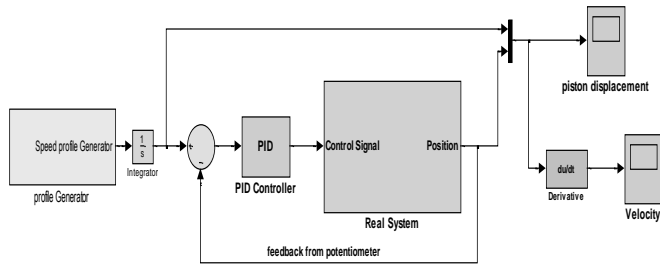 piston displacement
Speed profile Generator
1
s
Integrator
profile Generator
+
-
PID
PID Controller
Control Signal
Position
Real System
du/dt
Derivative
Velocity
feedback from potentiometer